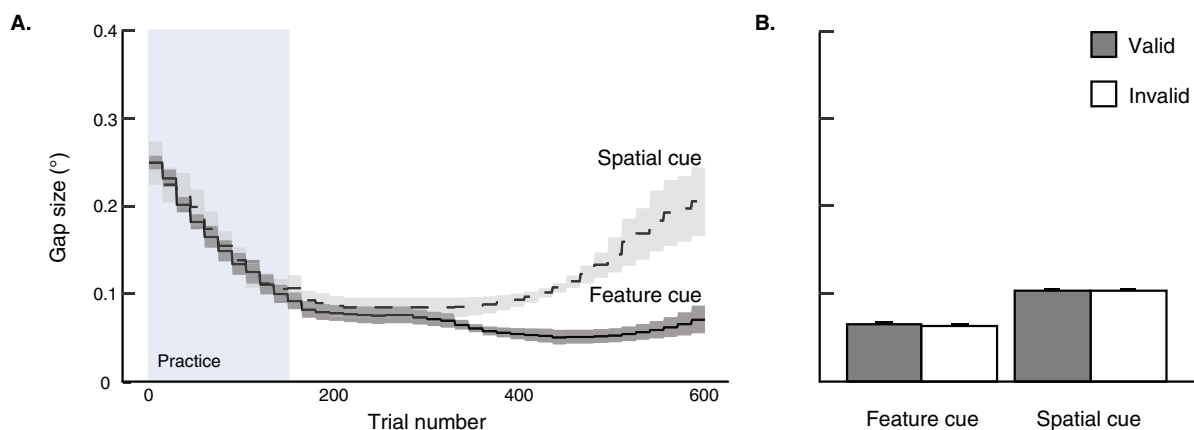 A.
0.4
0.3
0.2
0.1
0
Gap size (°)
Spatial cue
Feature cue
Practice
0 200 400 600
Trial number
B.
Valid
Invalid
Feature cue Spatial cue